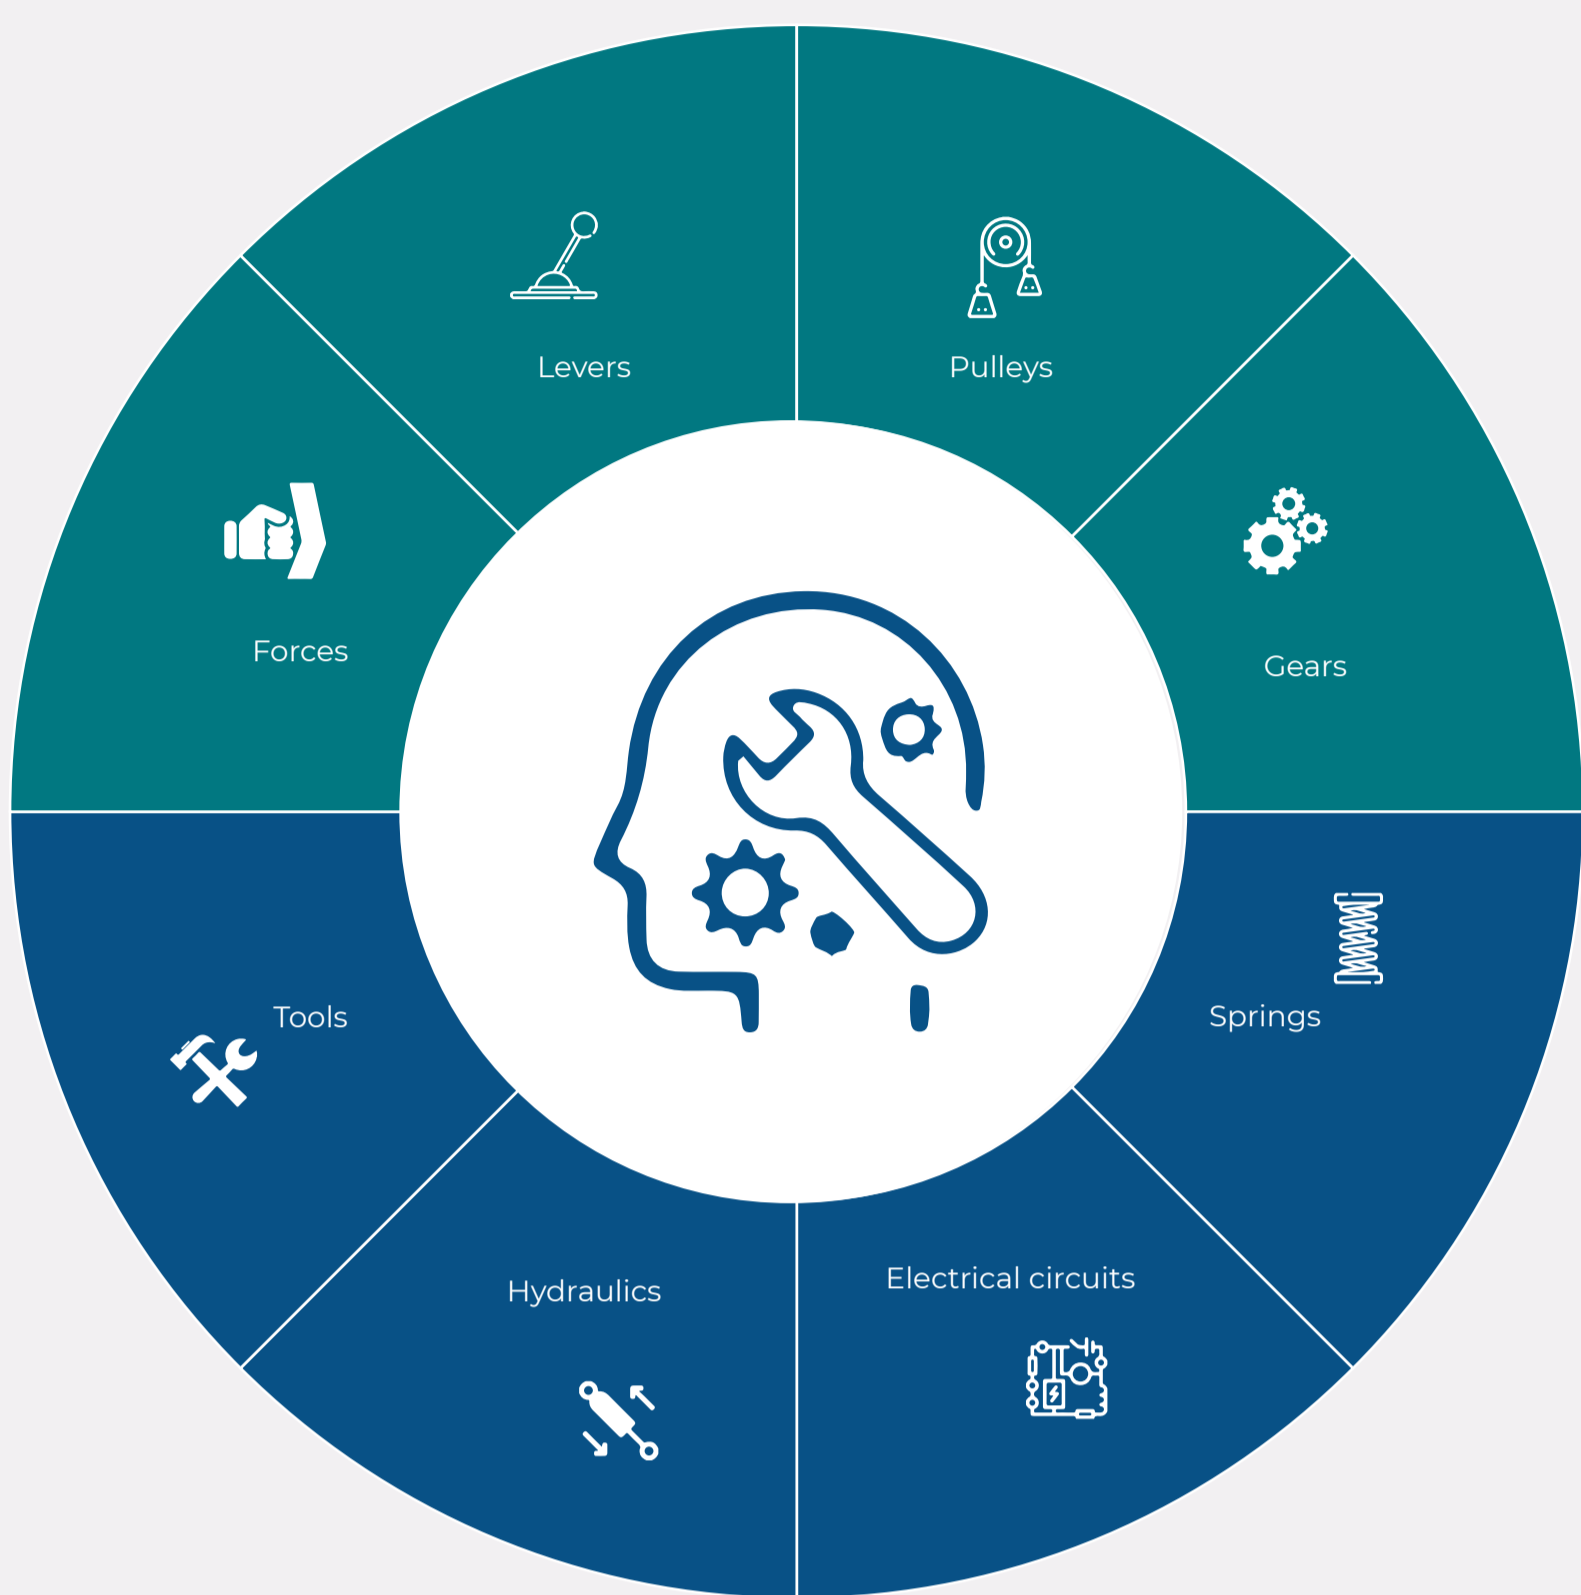 Levers
Pulleys
Forces
Gears
Tools
Springs
Hydraulics
Electrical circuits